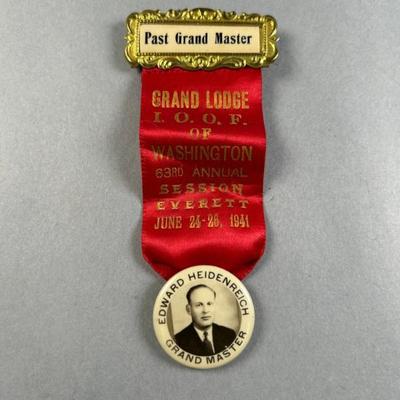 Past Grand Master
GRAND LODGE
I. O. O. F.
OF
WASHINGTON
63RD ANNUAL
SESSION
EVERETT
JUNE 24-26, 1941
EDWARD HEIDENREICH
GRAND MASTER